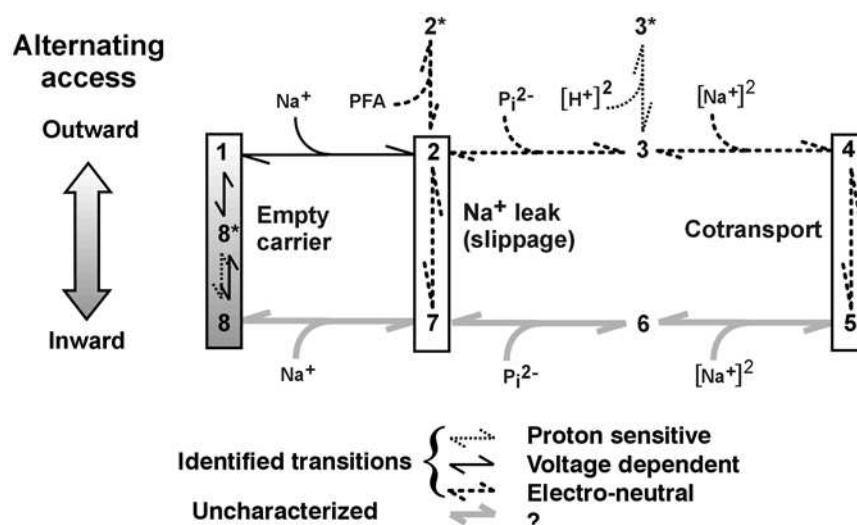 Alternating
access
Outward
Inward
2*
3*
Na⁺
PFA
Pi²⁻
[H⁺]²
[Na⁺]²
1
2
3
4
8*
Empty
carrier
Na⁺ leak
(slippage)
Cotransport
8
7
6
5
Na⁺
Pi²⁻
[Na⁺]²
Identified transitions
Proton sensitive
Voltage dependent
Electro-neutral
Uncharacterized
?